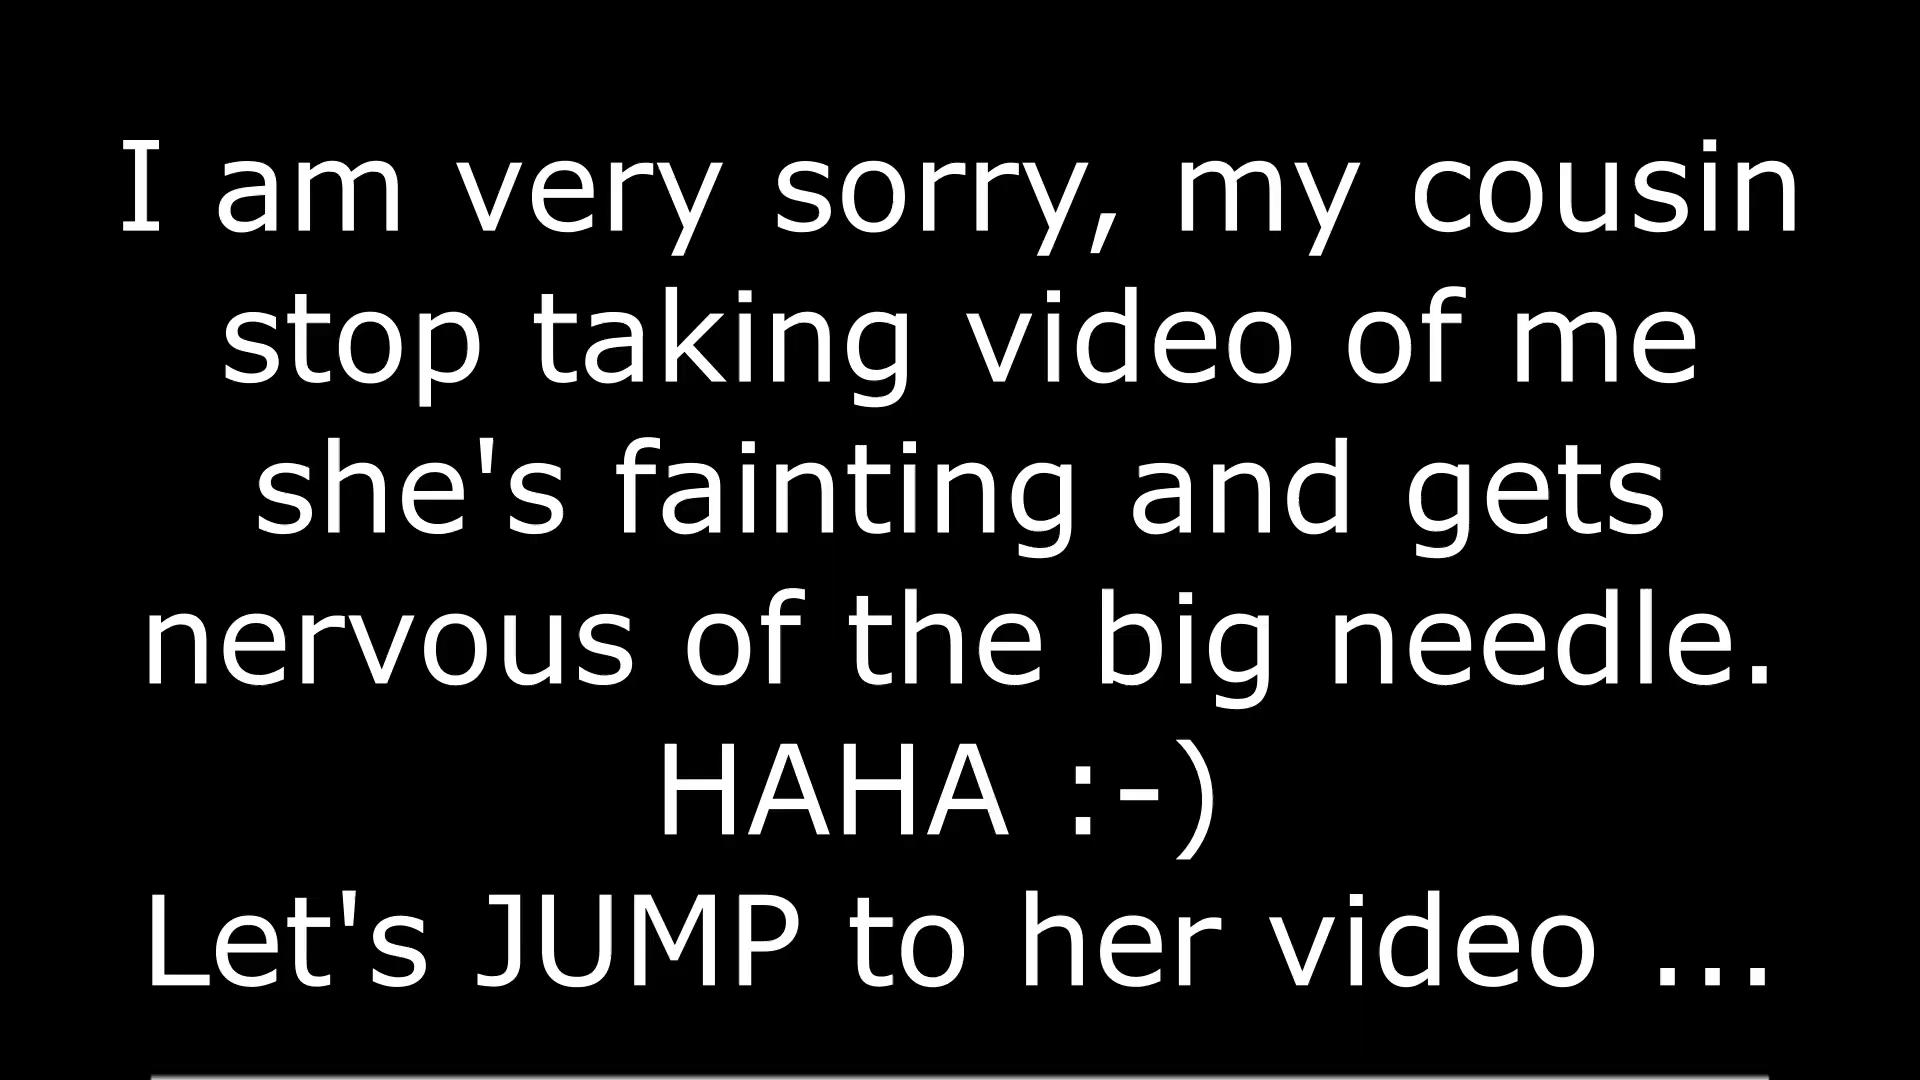 I am very sorry, my cousin
stop taking video of me
she's fainting and gets
nervous of the big needle.
HAHA :-)
Let's JUMP to her video ...